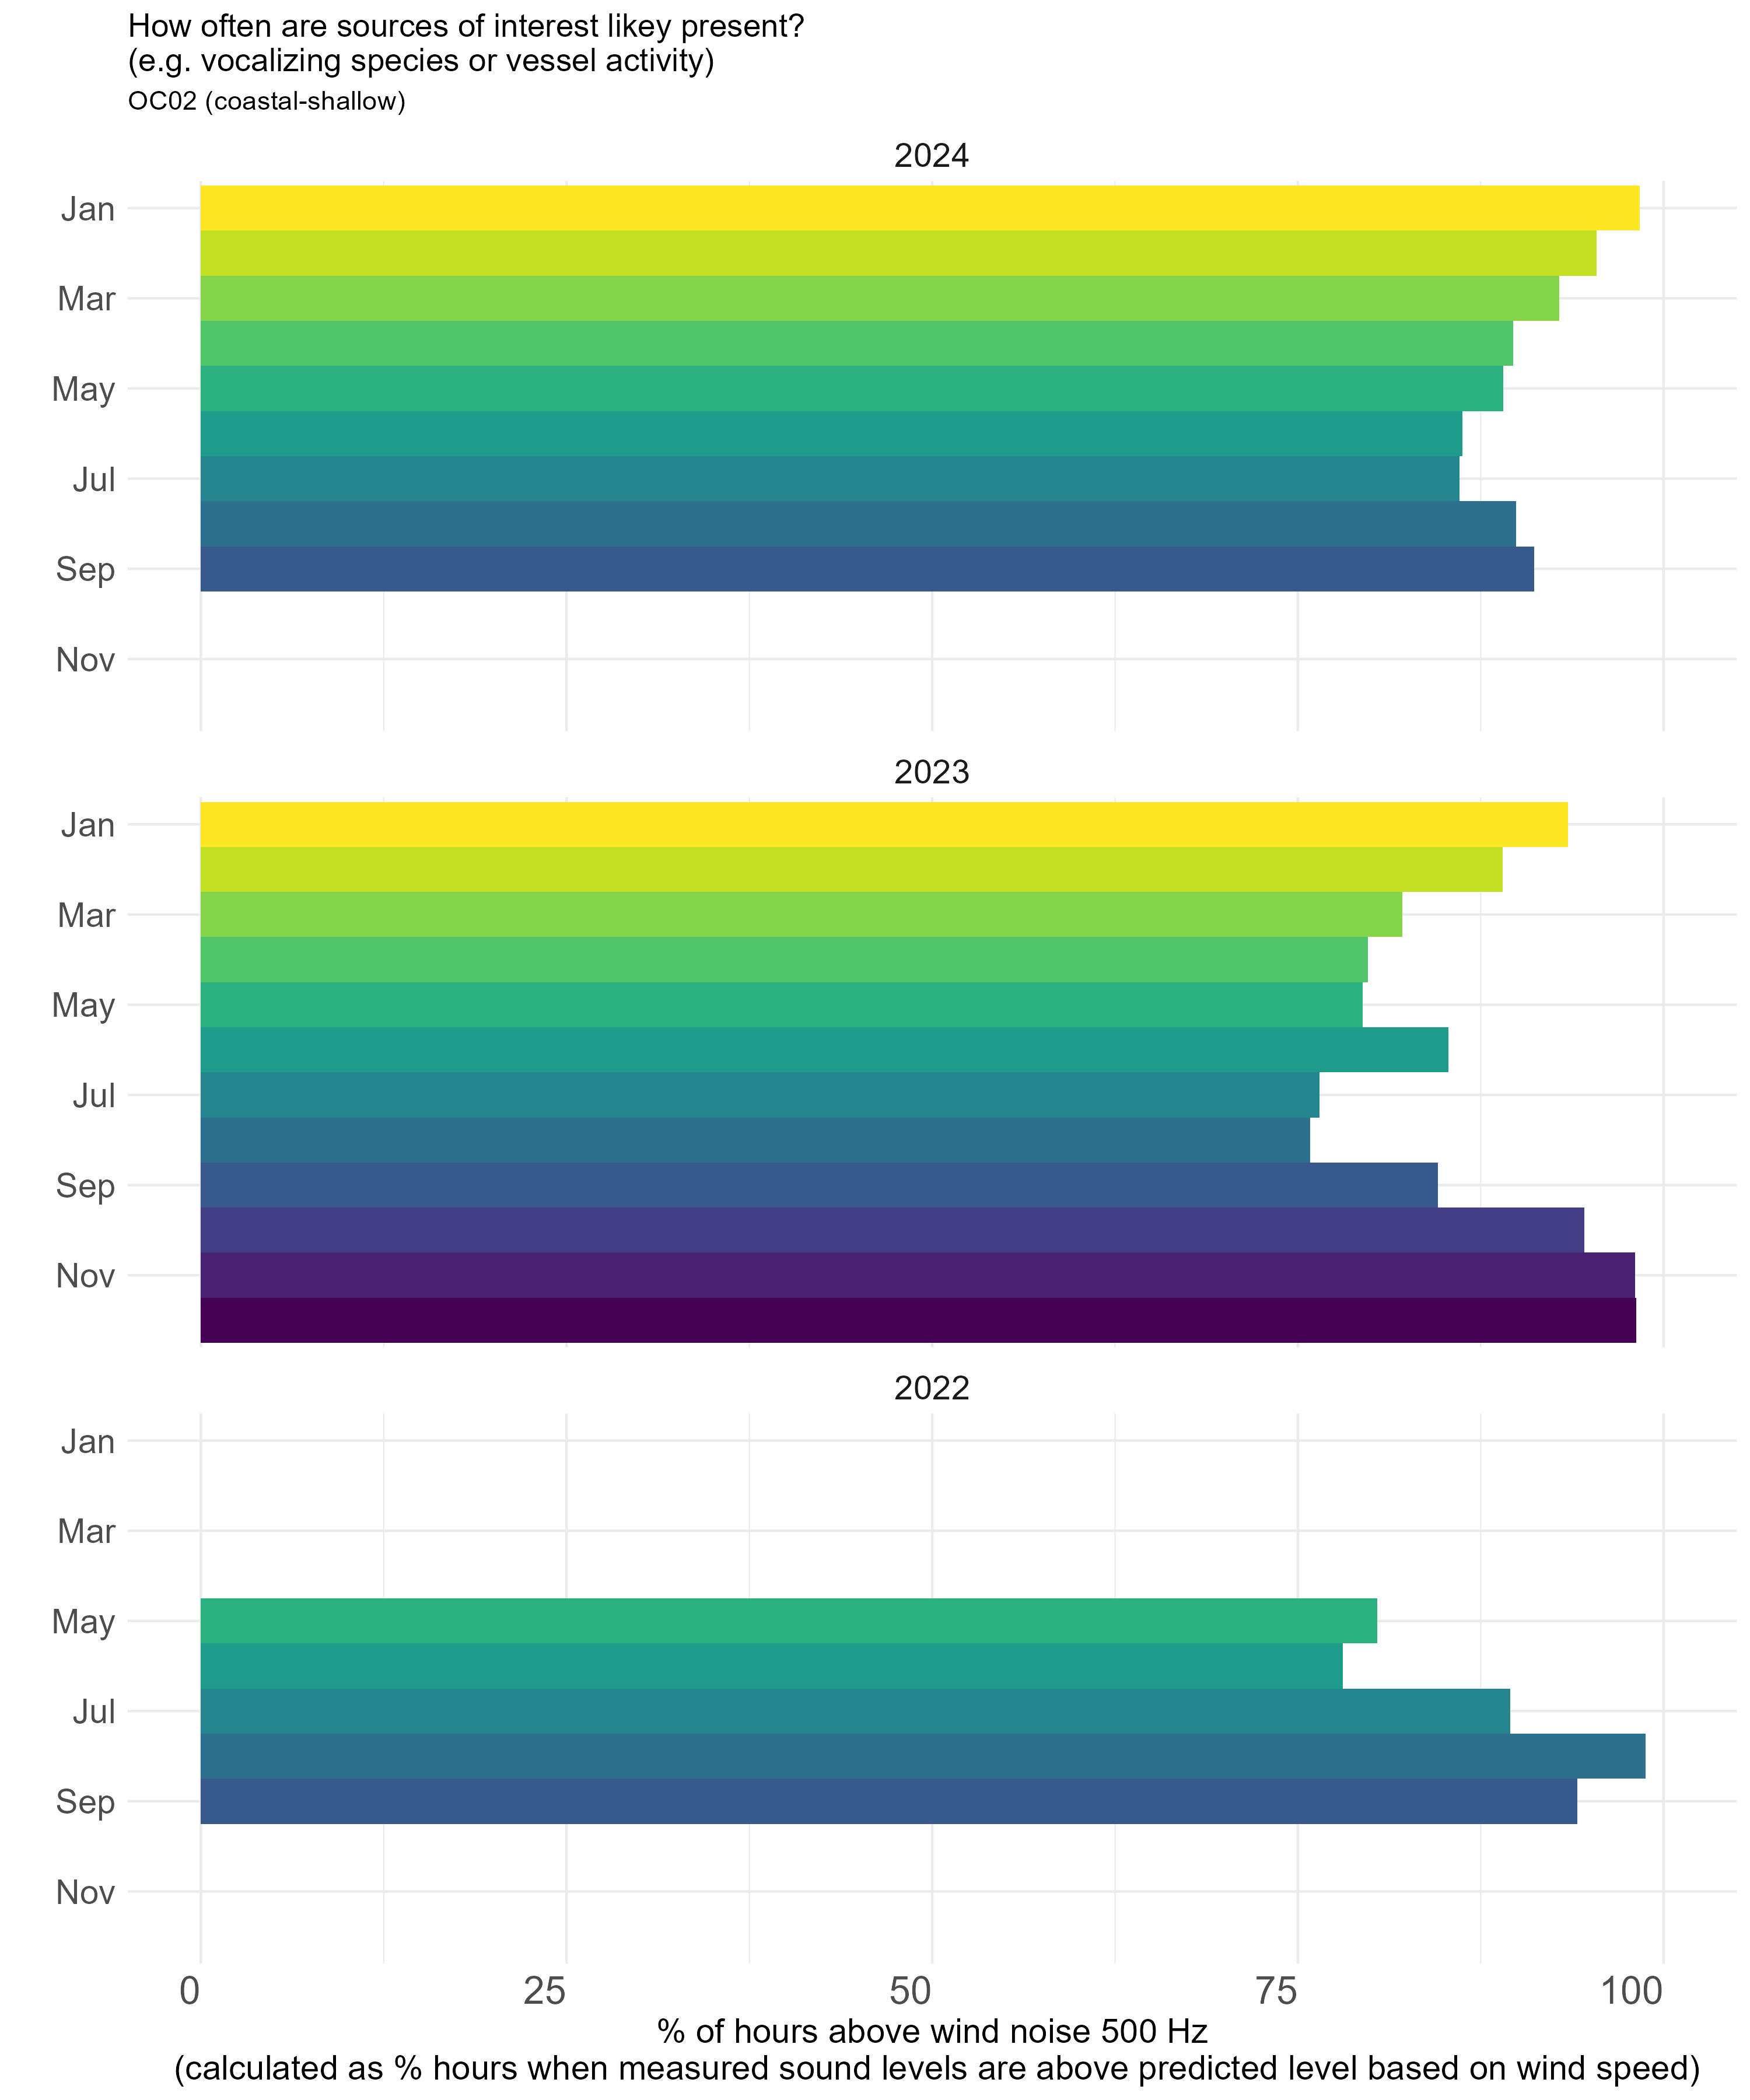 How often are sources of interest likey present?
(e.g. vocalizing species or vessel activity)
OC02 (coastal-shallow)
2024
Jan
Mar
May
Jul
Sep
Nov
2023
Jan
Mar
May
Jul
Sep
Nov
2022
Jan
Mar
May
Jul
Sep
Nov
0 25 50 75 100
% of hours above wind noise 500 Hz
(calculated as % hours when measured sound levels are above predicted level based on wind speed)